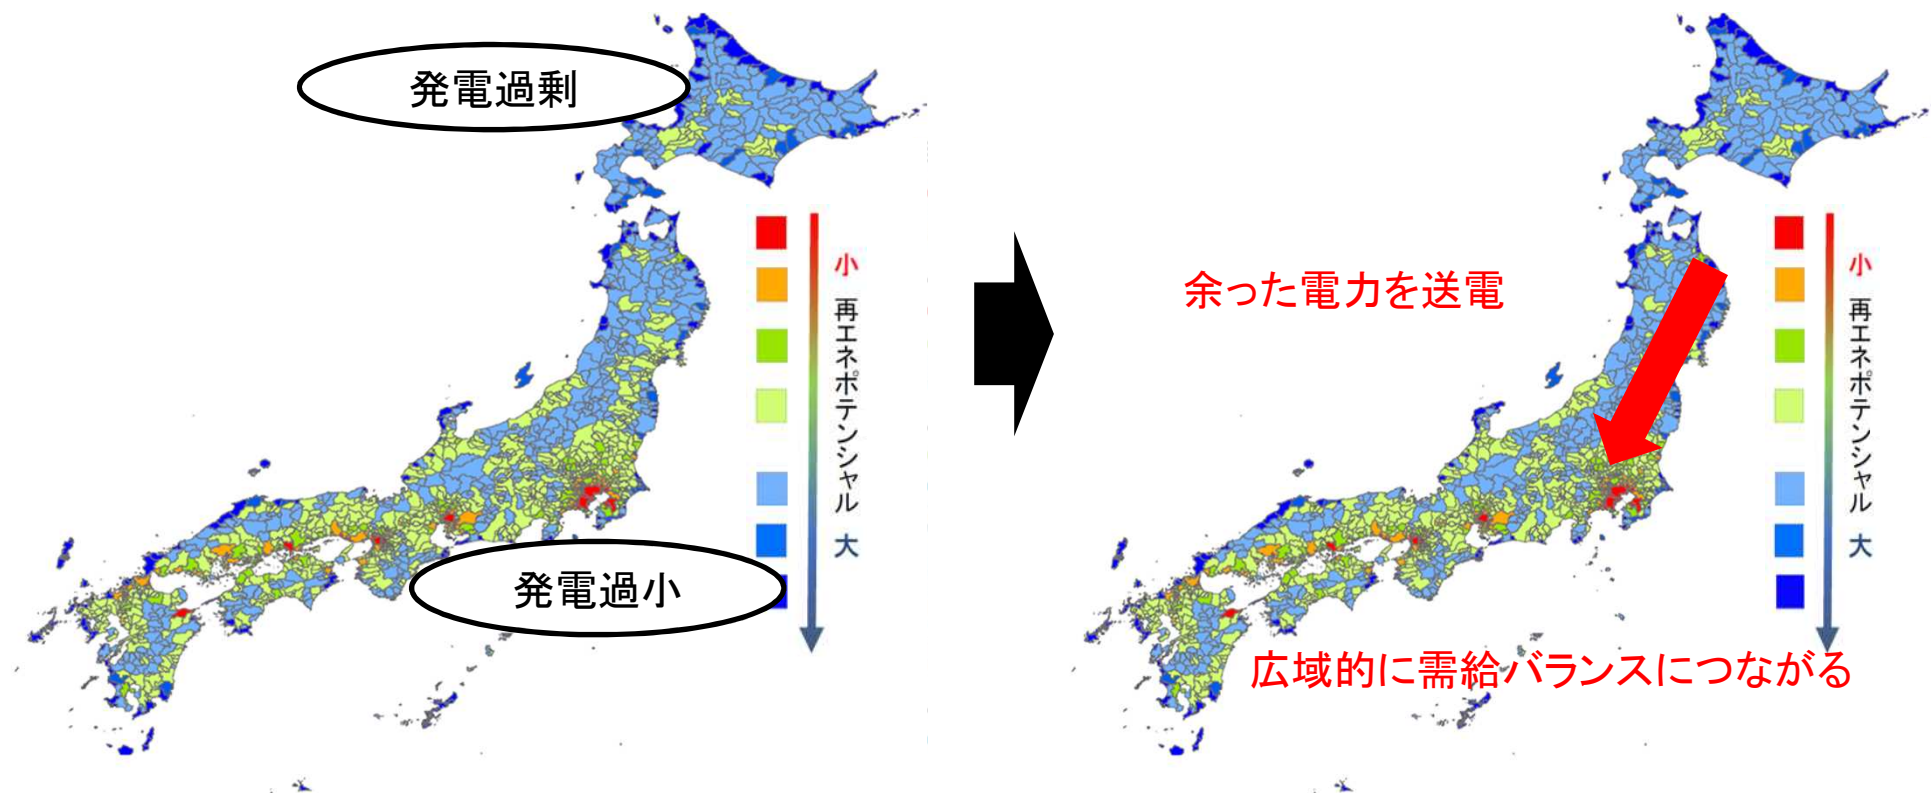 発電過剰
小
再エネポテンシャル
大
発電過小
余った電力を送電
小
再エネポテンシャル
大
広域的に需給バランスにつながる